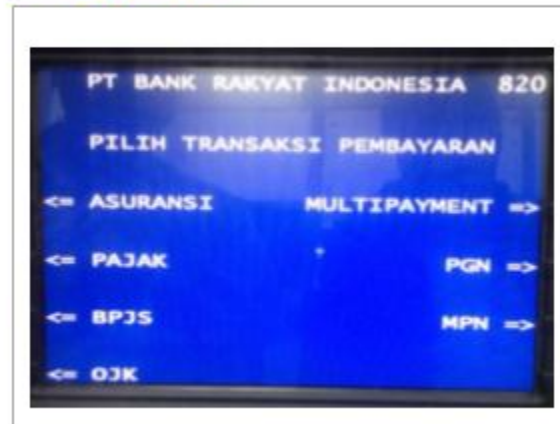 PT BANK RAKYAT INDONESIA 820
PILIH TRANSAKSI PEMBAYARAN
<= ASURANSI MULTIPAYMENT =>
<= PAJAK PGN =>
<= BPJS MPN =>
<= OJK